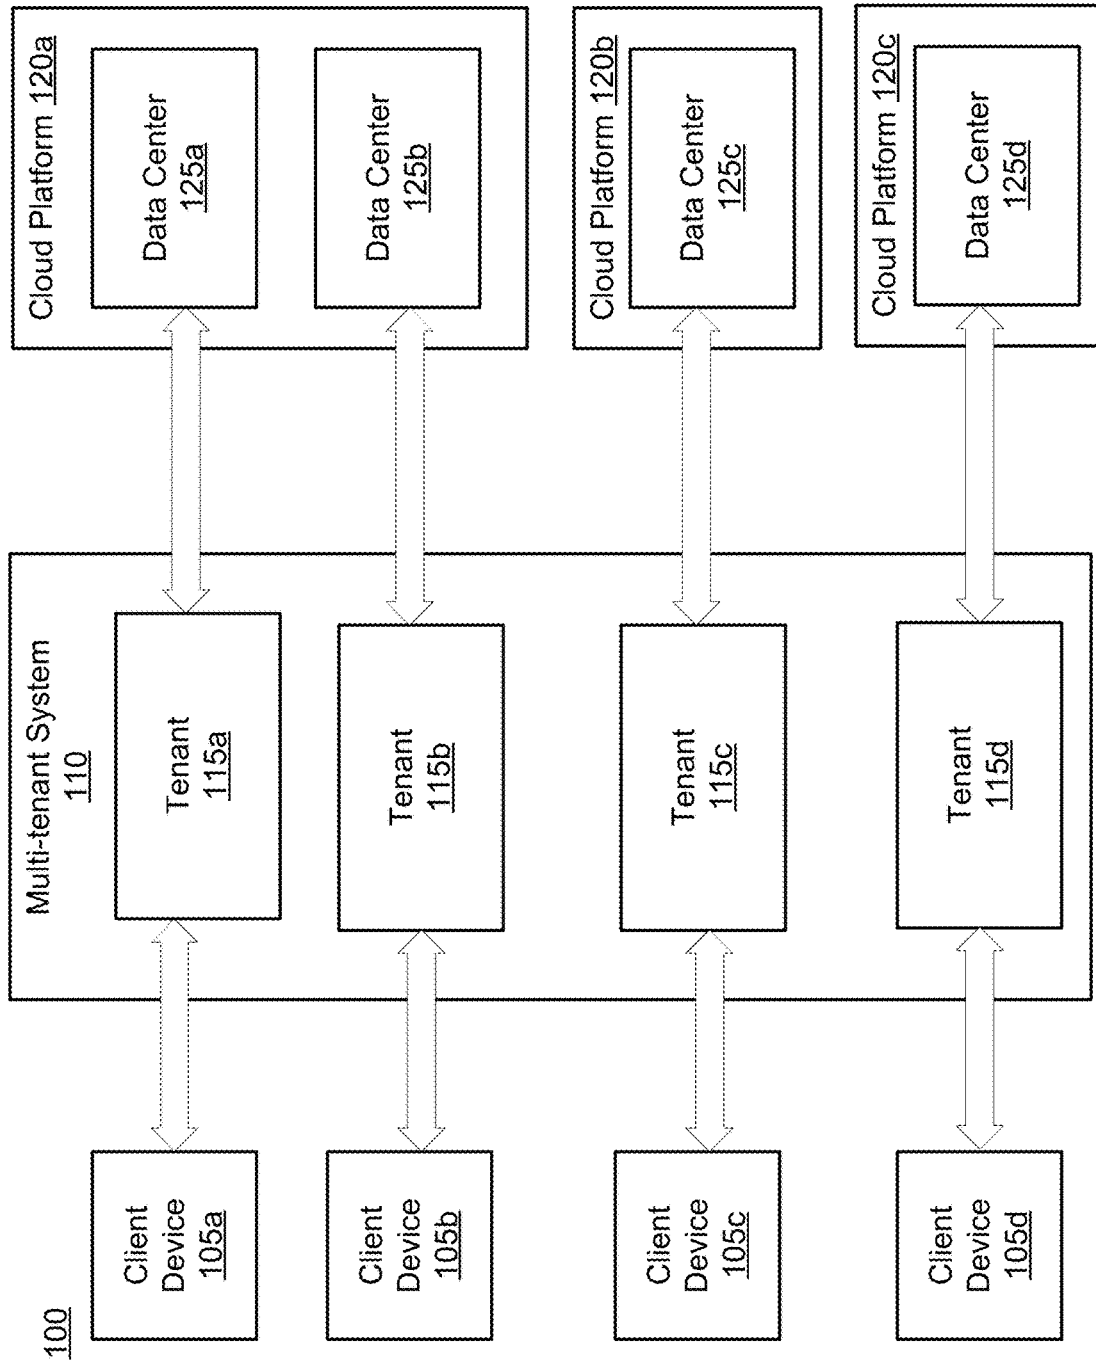 100
Client
Device
105a
Client
Device
105b
Client
Device
105c
Client
Device
105d
Multi-tenant System
110
Tenant
115a
Tenant
115b
Tenant
115c
Tenant
115d
Cloud Platform 120a
Data Center
125a
Data Center
125b
Cloud Platform 120b
Data Center
125c
Cloud Platform 120c
Data Center
125d